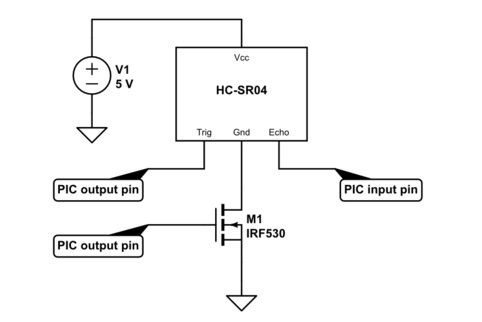 Vcc
+
V1
5 V
HC-SR04
Trig Gnd Echo
PIC output pin
PIC input pin
M1
IRF530
PIC output pin